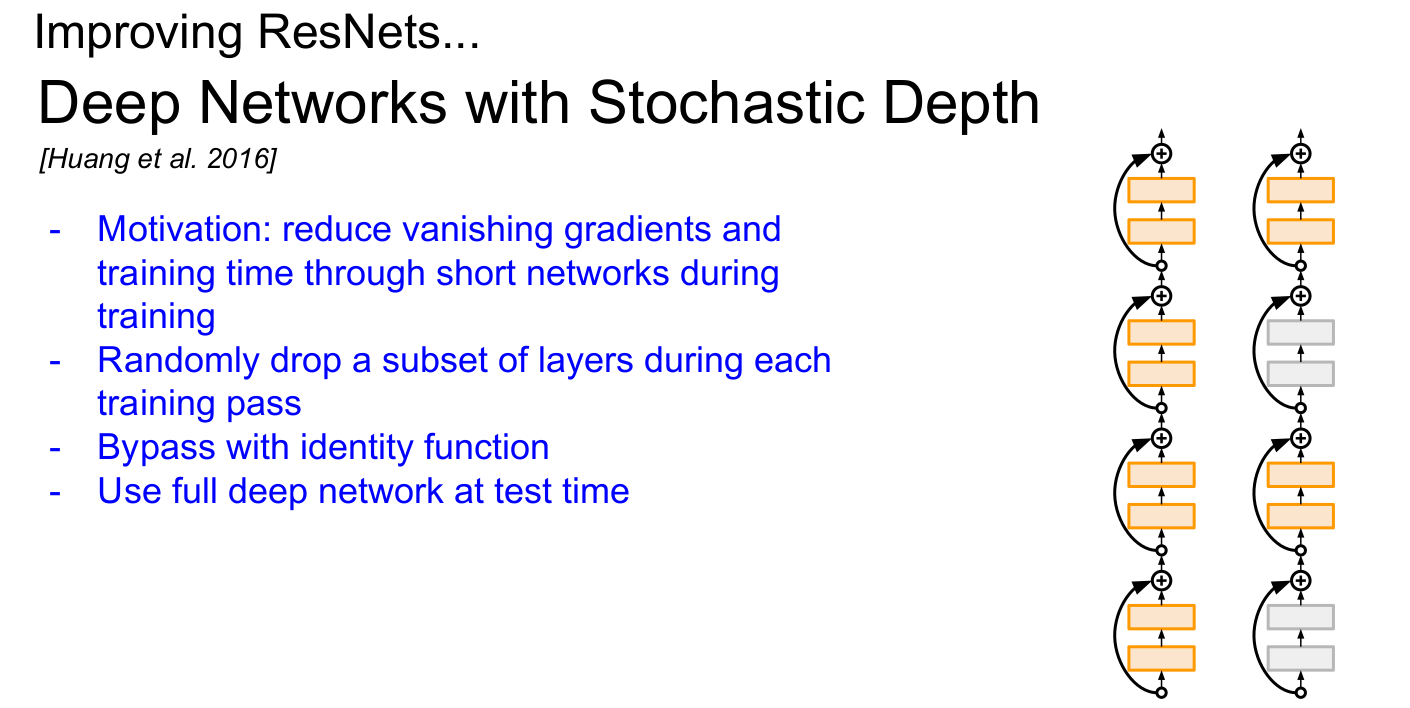 Improving ResNets...
Deep Networks with Stochastic Depth
[Huang et al. 2016]
- Motivation: reduce vanishing gradients and
training time through short networks during
training
- Randomly drop a subset of layers during each
training pass
- Bypass with identity function
- Use full deep network at test time